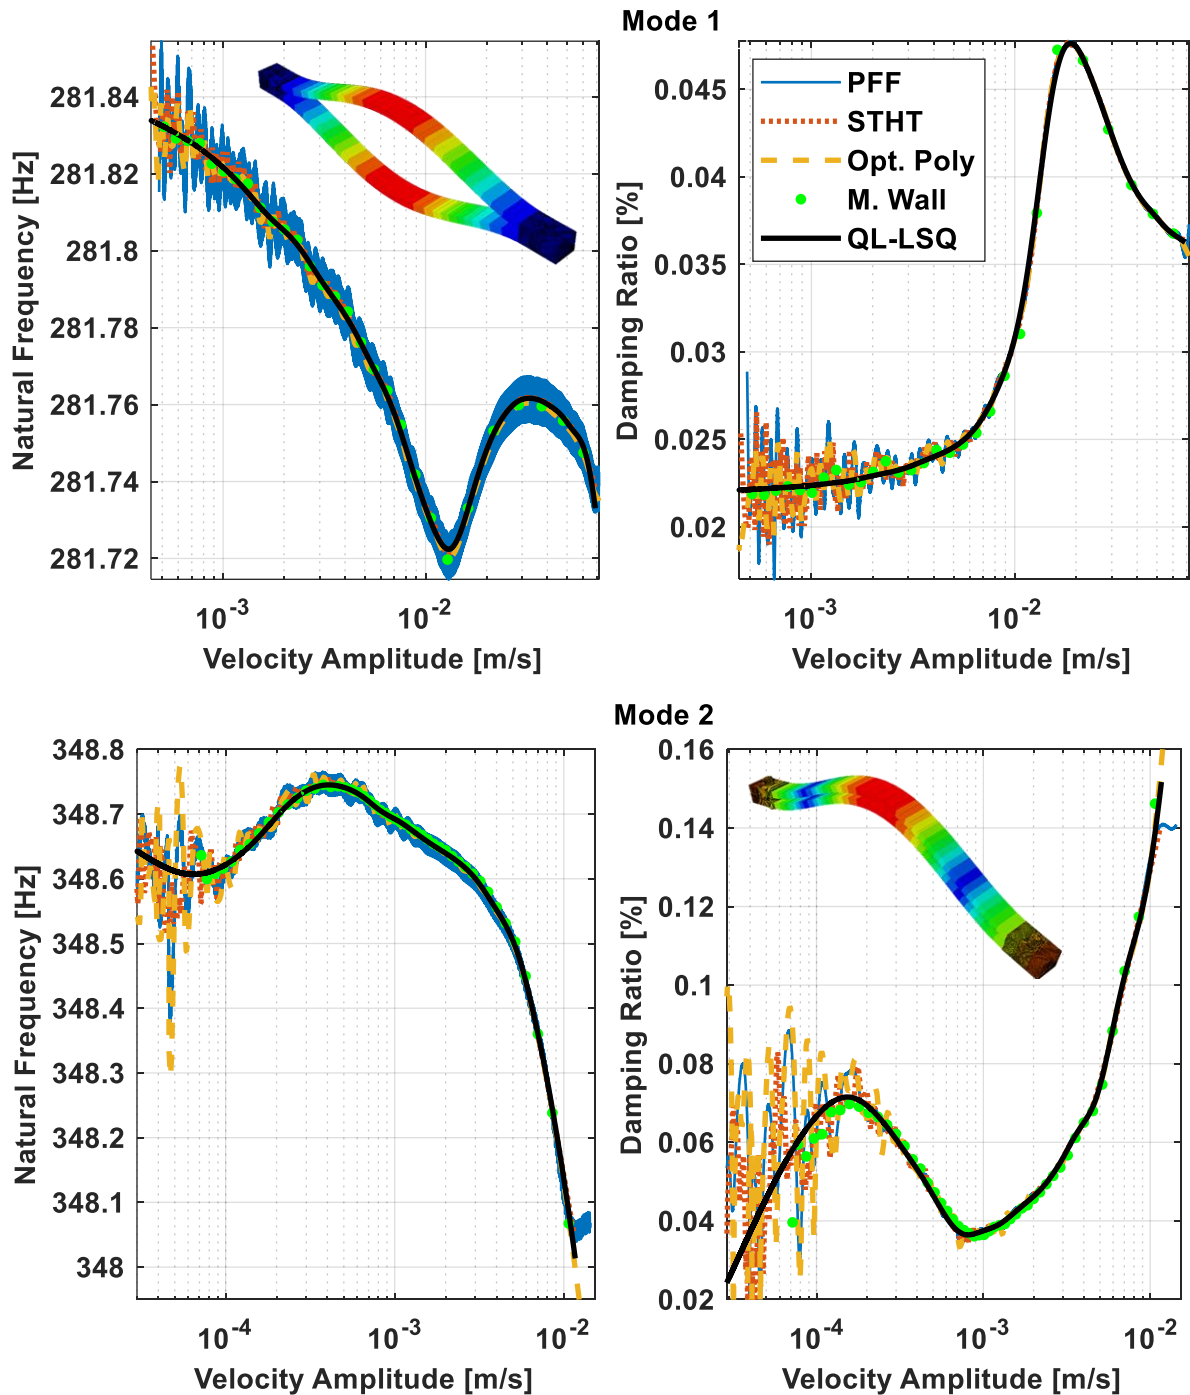 Mode 1
281.84
281.82
281.8
281.78
281.76
281.74
281.72
Natural Frequency [Hz]
10^-3
10^-2
Velocity Amplitude [m/s]
0.045
0.04
0.035
0.03
0.025
0.02
Damping Ratio [%]
PFF
STHT
Opt. Poly
M. Wall
QL-LSQ
10^-3
10^-2
Velocity Amplitude [m/s]
Mode 2
348.8
348.7
348.6
348.5
348.4
348.3
348.2
348.1
348
Natural Frequency [Hz]
10^-4
10^-3
10^-2
Velocity Amplitude [m/s]
0.16
0.14
0.12
0.1
0.08
0.06
0.04
0.02
Damping Ratio [%]
10^-4
10^-3
10^-2
Velocity Amplitude [m/s]